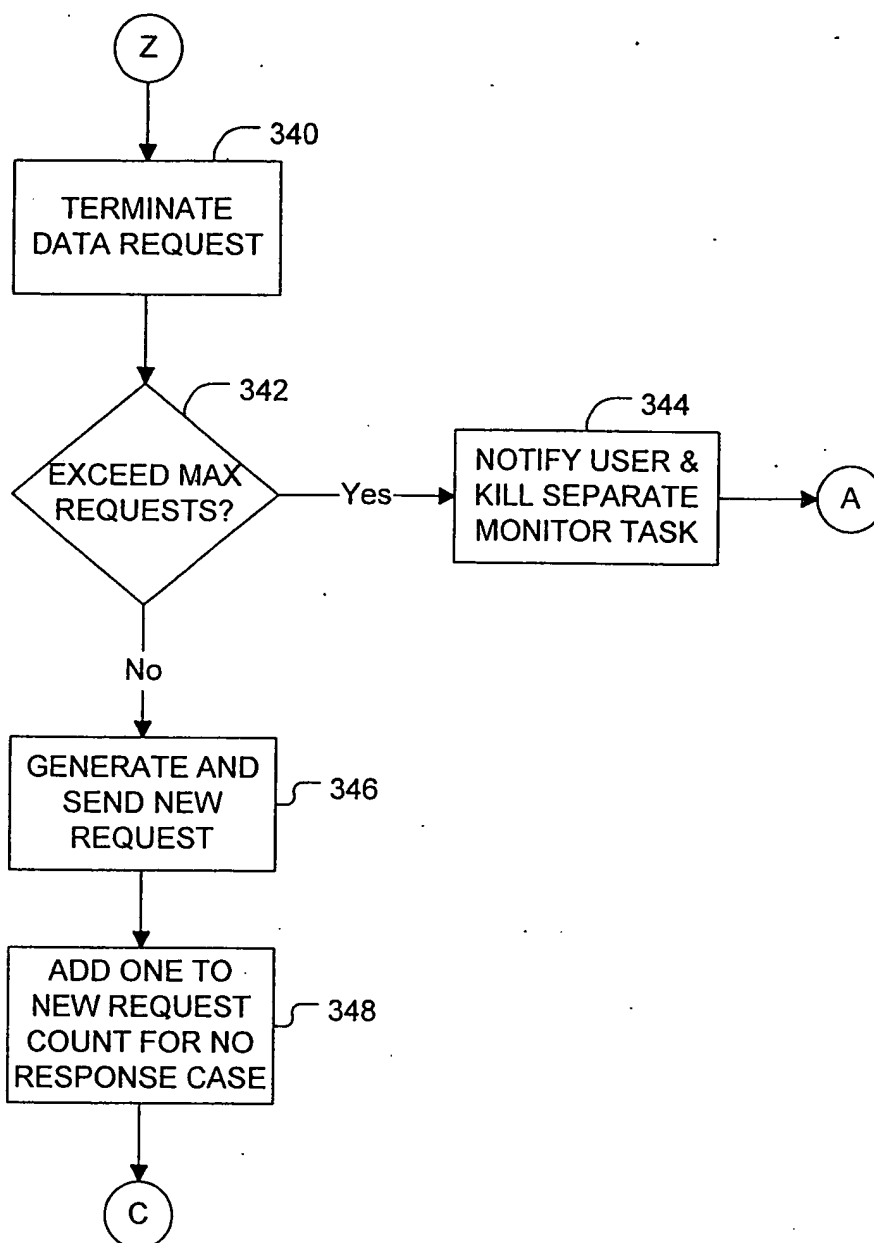 Z
340
TERMINATE
DATA REQUEST
342
EXCEED MAX
REQUESTS?
Yes
344
NOTIFY USER &
KILL SEPARATE
MONITOR TASK
A
No
GENERATE AND
SEND NEW
REQUEST
346
ADD ONE TO
NEW REQUEST
COUNT FOR NO
RESPONSE CASE
348
C